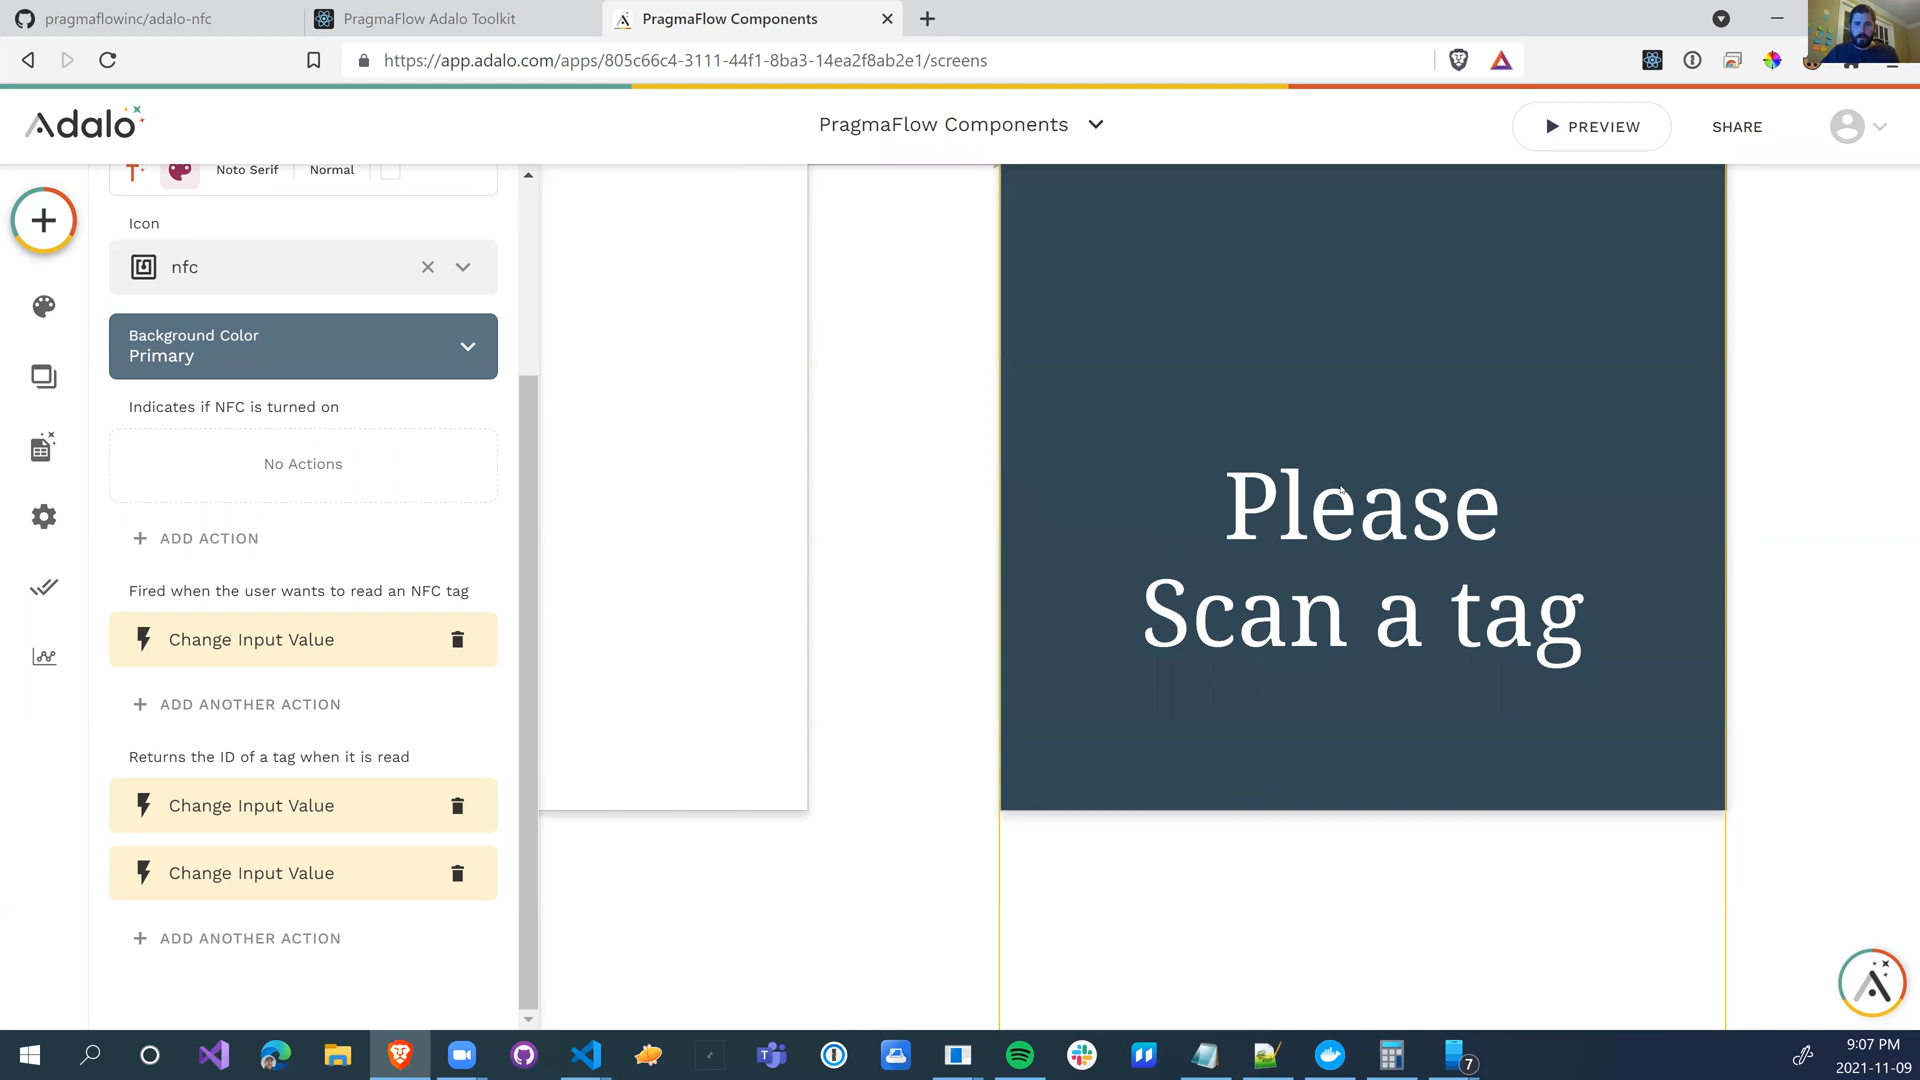 pragmaflowinc/adalo-nfc
PragmaFlow Adalo Toolkit
PragmaFlow Components
https://app.adalo.com/apps/805c66c4-3111-44f1-8ba3-14ea2f8ab2e1/screens
Adalo
PragmaFlow Components
PREVIEW
SHARE
Noto Serif
Normal
Icon
nfc
Background Color
Primary
Indicates if NFC is turned on
No Actions
ADD ACTION
Fired when the user wants to read an NFC tag
Change Input Value
ADD ANOTHER ACTION
Returns the ID of a tag when it is read
Change Input Value
Change Input Value
ADD ANOTHER ACTION
Please
Scan a tag
7
9:07 PM
2021-11-09